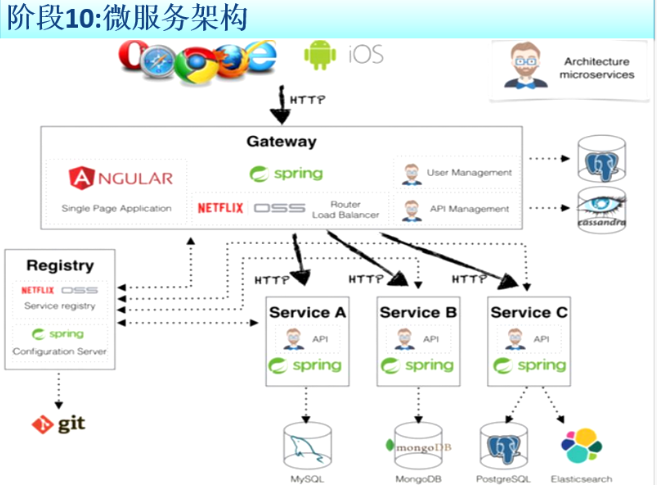 阶段10:微服务架构
iOS
Architecture
microservices
HTTP
Gateway
ANGULAR
Single Page Application
spring
NETFLIX OSS
Router
Load Balancer
User Management
API Management
cassandra
Registry
NETFLIX OSS
Service registry
spring
Configuration Server
git
HTTP
HTTP
HTTP
Service A
API
spring
Service B
API
spring
Service C
API
spring
MySQL
mongoDB
MongoDB
PostgreSQL
Elasticsearch